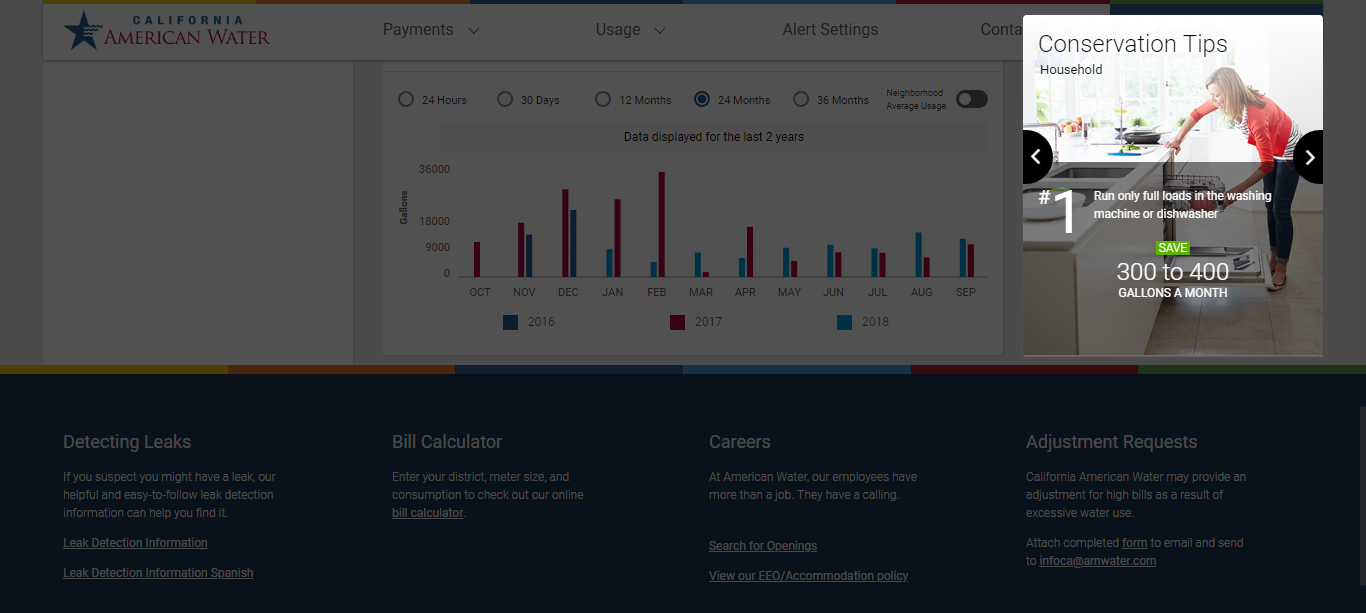 CALIFORNIA
AMERICAN WATER
Payments
Usage
Alert Settings
Conta
24 Hours
30 Days
12 Months
24 Months
36 Months
Neighborhood
Average Usage
Data displayed for the last 2 years
Gallons
36000
18000
9000
0
OCT NOV DEC JAN FEB MAR APR MAY JUN JUL AUG SEP
2016 2017 2018
Conservation Tips
Household
#1
Run only full loads in the washing
machine or dishwasher
SAVE
300 to 400
GALLONS A MONTH
Detecting Leaks
If you suspect you might have a leak, our
helpful and easy-to-follow leak detection
information can help you find it.
Leak Detection Information
Leak Detection Information Spanish
Bill Calculator
Enter your district, meter size, and
consumption to check out our online
bill calculator.
Careers
At American Water, our employees have
more than a job. They have a calling.
Search for Openings
View our EEO/Accommodation policy
Adjustment Requests
California American Water may provide an
adjustment for high bills as a result of
excessive water use.
Attach completed form to email and send
to infoca@amwater.com